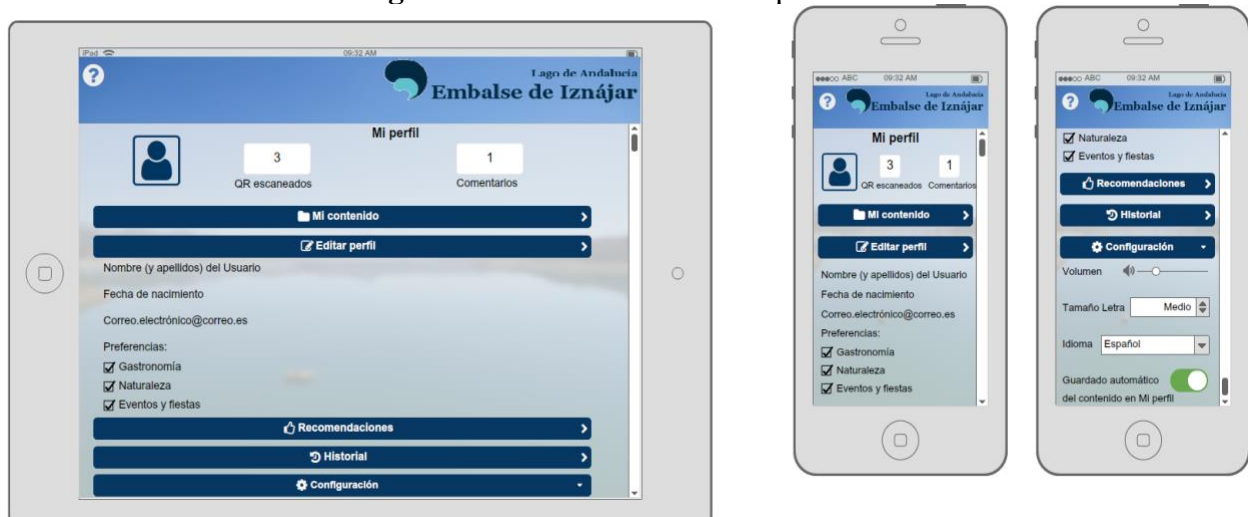 iPad 09:32 AM
Lago de Andalucía
Embalse de Iznájar
Mi perfil
3
1
QR escaneados
Comentarios
Mi contenido
Editar perfil
Nombre (y apellidos) del Usuario
Fecha de nacimiento
Correo.electrónico@correo.es
Preferencias:
Gastronomía
Naturaleza
Eventos y fiestas
Recomendaciones
Historial
Configuración
ABC 09:32 AM
Lago de Andalucía
Embalse de Iznájar
Mi perfil
3
1
QR escaneados
Comentarios
Mi contenido
Editar perfil
Nombre (y apellidos) del Usuario
Fecha de nacimiento
Correo.electrónico@correo.es
Preferencias:
Gastronomía
Naturaleza
Eventos y fiestas
ABC 09:32 AM
Lago de Andalucía
Embalse de Iznájar
Naturaleza
Eventos y fiestas
Recomendaciones
Historial
Configuración
Volumen
Tamaño Letra Medio
Idioma Español
Guardado automático
del contenido en Mi perfil